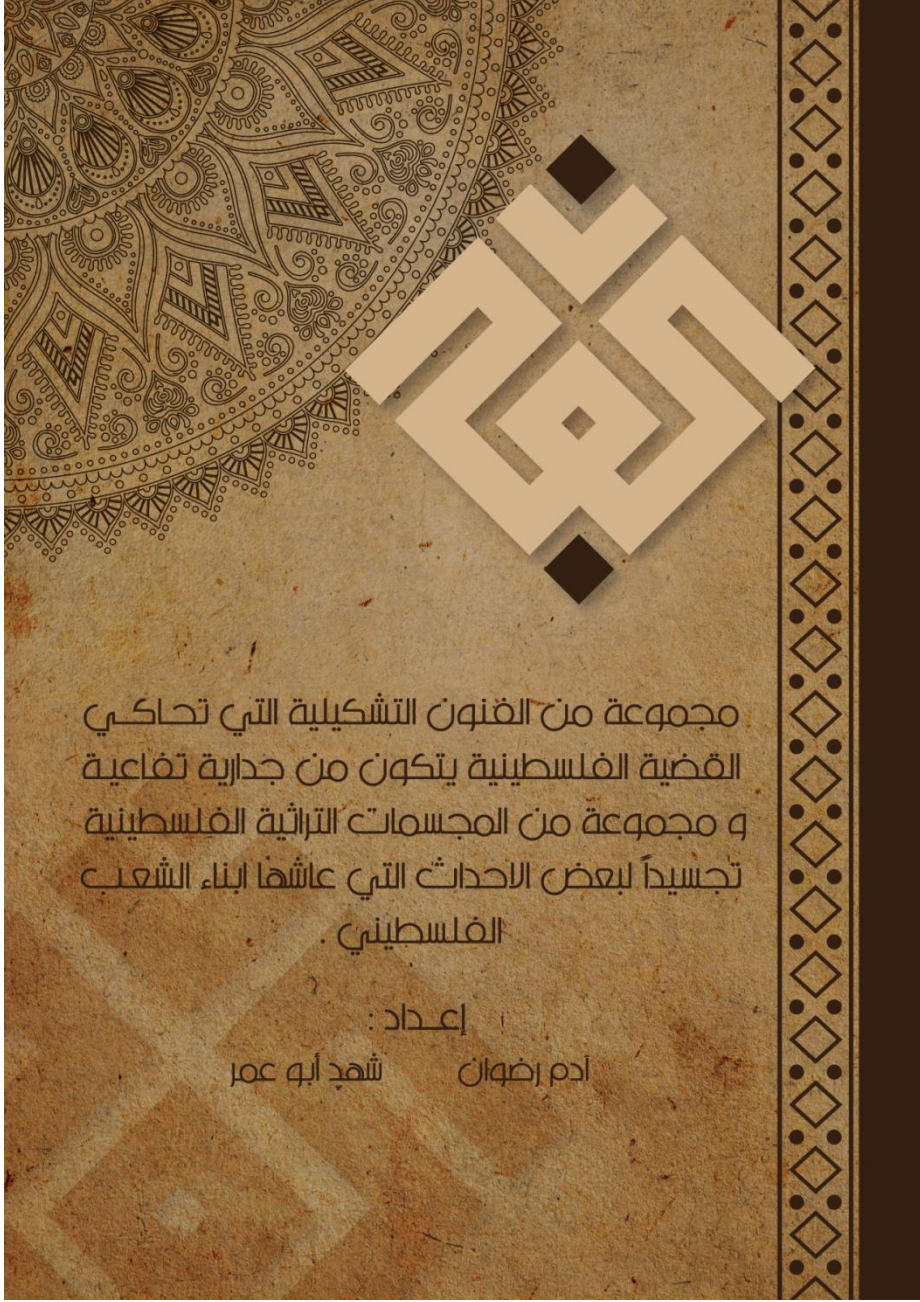 مجموعة من الفنون التشكيلية التي تحاكي
القضية الفلسطينية يتكون من جدارية تفاعية
و مجموعة من المجسمات التراثية الفلسطينية
تجسيداً لبعض الاحداث التي عاشها ابناء الشعب
الفلسطيني .
إعداد :
آدم رضوان شهد أبو عمر